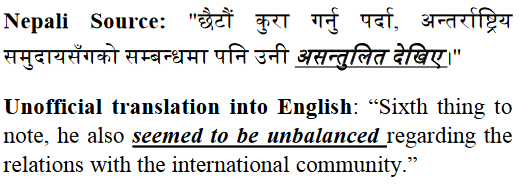 Nepali Source: "छैटौं कुरा गर्नु पर्दा, अन्तर्राष्ट्रिय
समुदायसँगको सम्बन्धमा पनि उनी असन्तुलित देखिए।"
Unofficial translation into English: “Sixth thing to
note, he also seemed to be unbalanced regarding the
relations with the international community.”